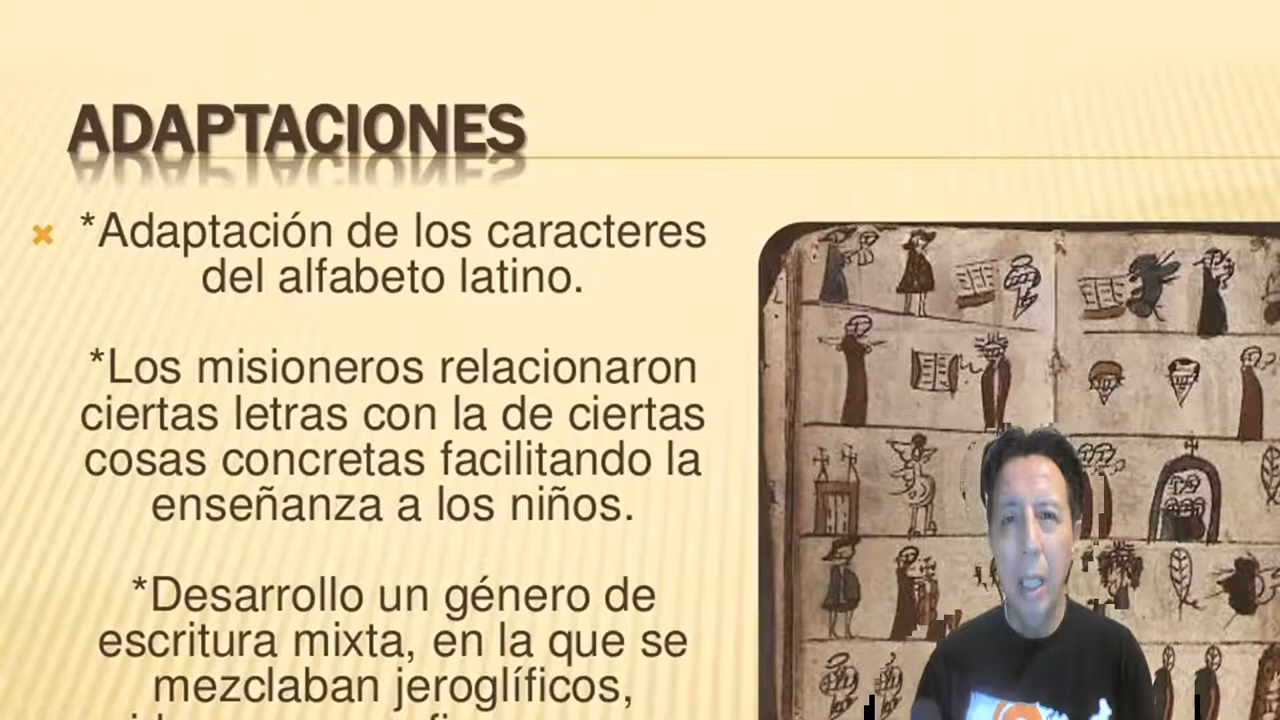 ADAPTACIONES
*Adaptación de los caracteres
del alfabeto latino.
*Los misioneros relacionaron
ciertas letras con la de ciertas
cosas concretas facilitando la
enseñanza a los niños.
*Desarrollo un género de
escritura mixta, en la que se
mezclaban jeroglíficos,